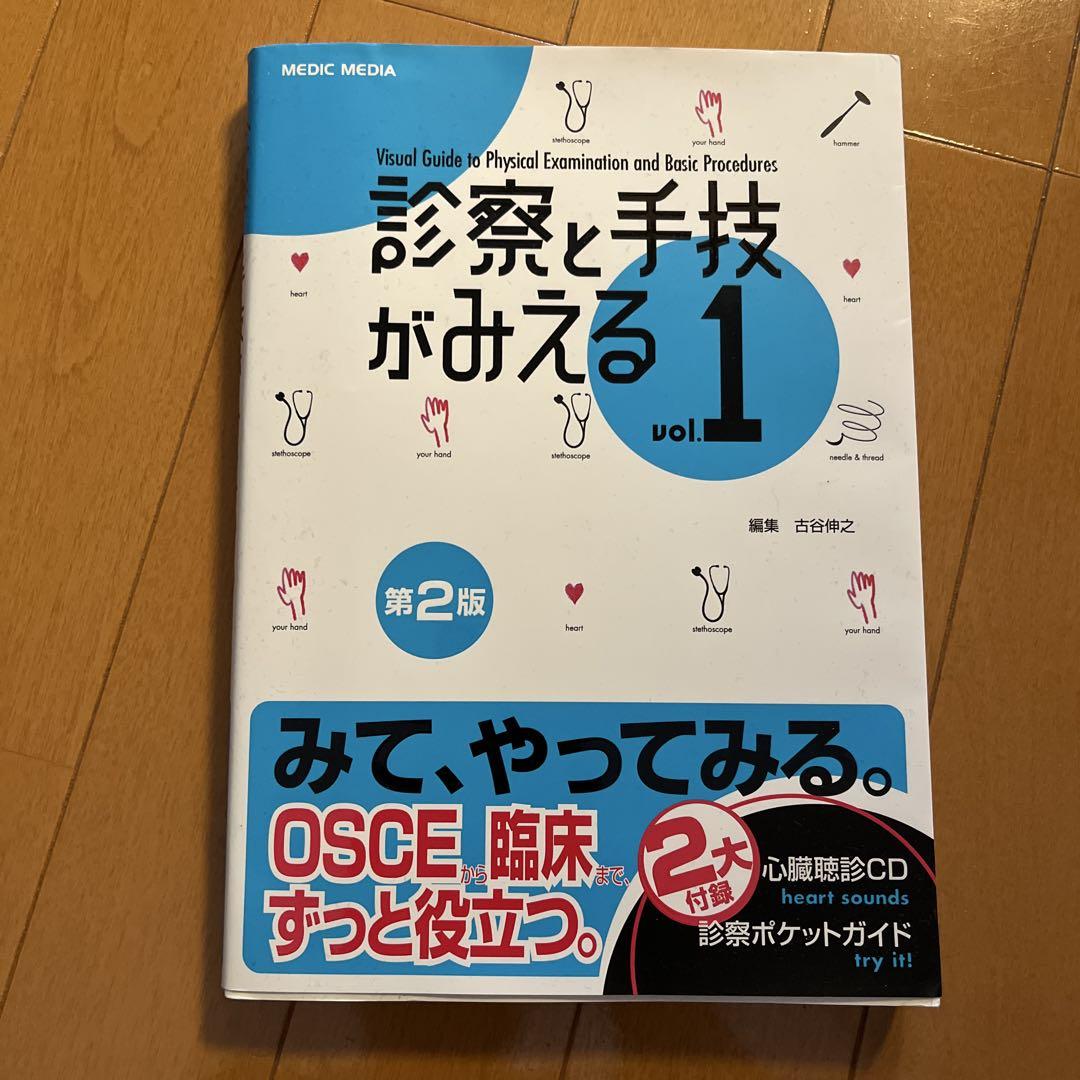 MEDIC MEDIA
stethoscope
your hand
hammer
Visual Guide to Physical Examination and Basic Procedures
診察と手技
がみえる
vol.1
heart
heart
stethoscope
your hand
stethoscope
needle & thread
編集 古谷伸之
第2版
your hand
heart
stethoscope
your hand
みて、やってみる。
OSCEから臨床まで、
ずっと役立つ。
2大付録
心臓聴診CD
heart sounds
診察ポケットガイド
try it!